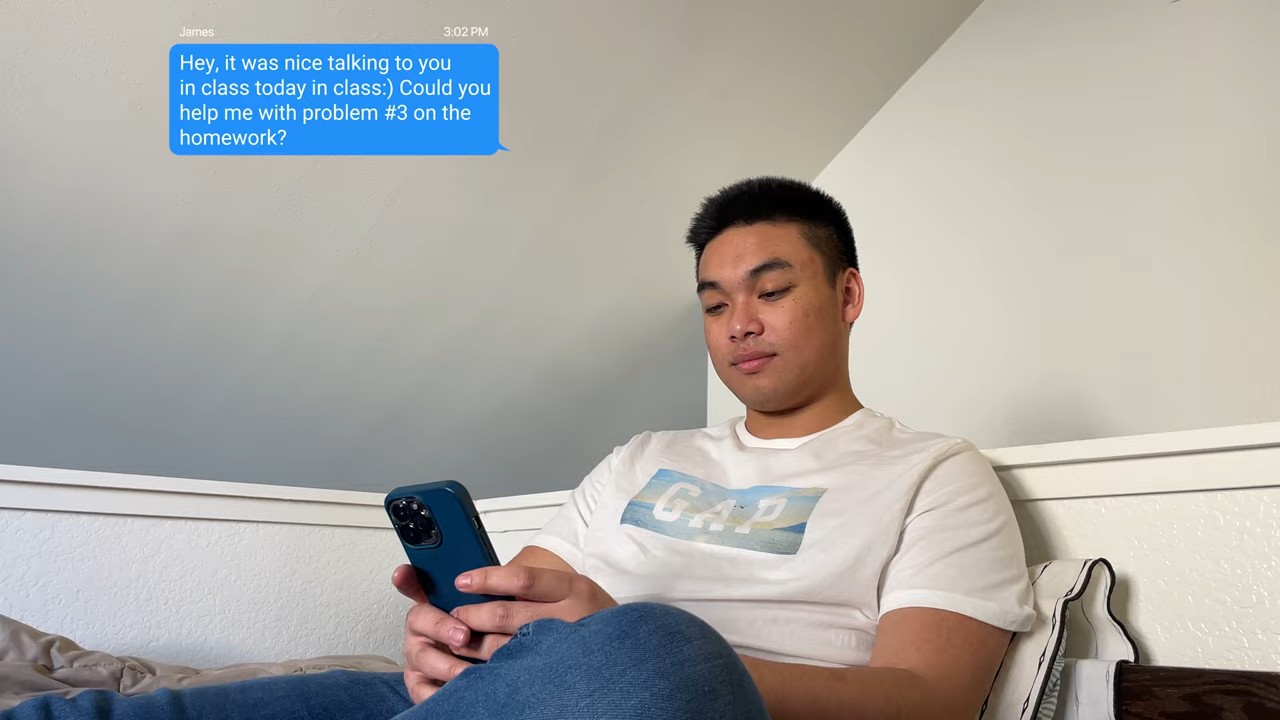 James 3:02 PM
Hey, it was nice talking to you
in class today in class:) Could you
help me with problem #3 on the
homework?
GAP